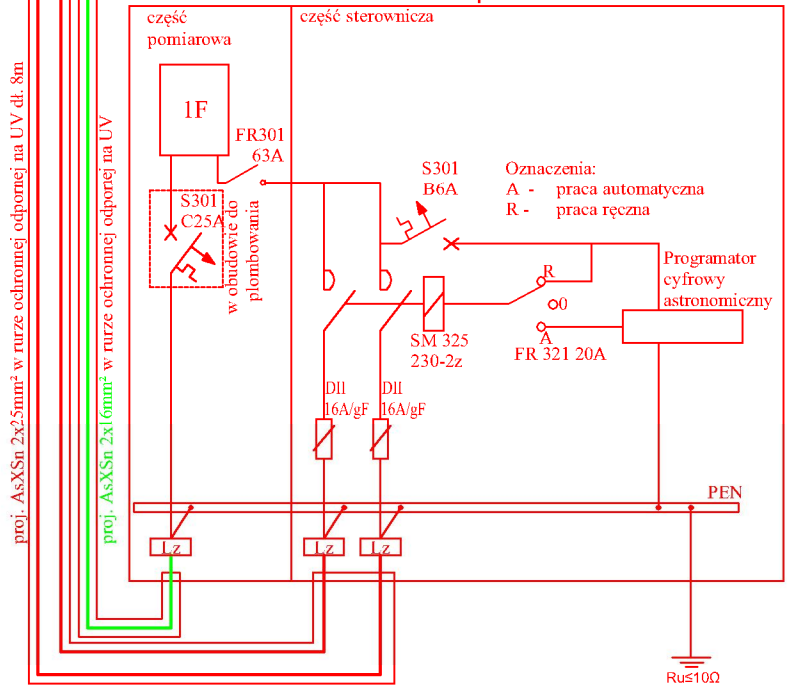 część
pomiarowa
część sterownicza
1F
FR301
63A
S301
C25A
w obudowie do
plombowania
S301
B6A
Oznaczenia:
A - praca automatyczna
R - praca ręczna
Programator
cyfrowy
astronomiczny
R
0
A
SM 325
230-2z
FR 321 20A
DII
16A/gF
DII
16A/gF
PEN
Lz
Lz
Lz
Ru≤10Ω
proj. AsXSn 2x25mm² w rurze ochronnej odpornej na UV dł. 8m
proj. AsXSn 2x16mm² w rurze ochronnej odponej na UV